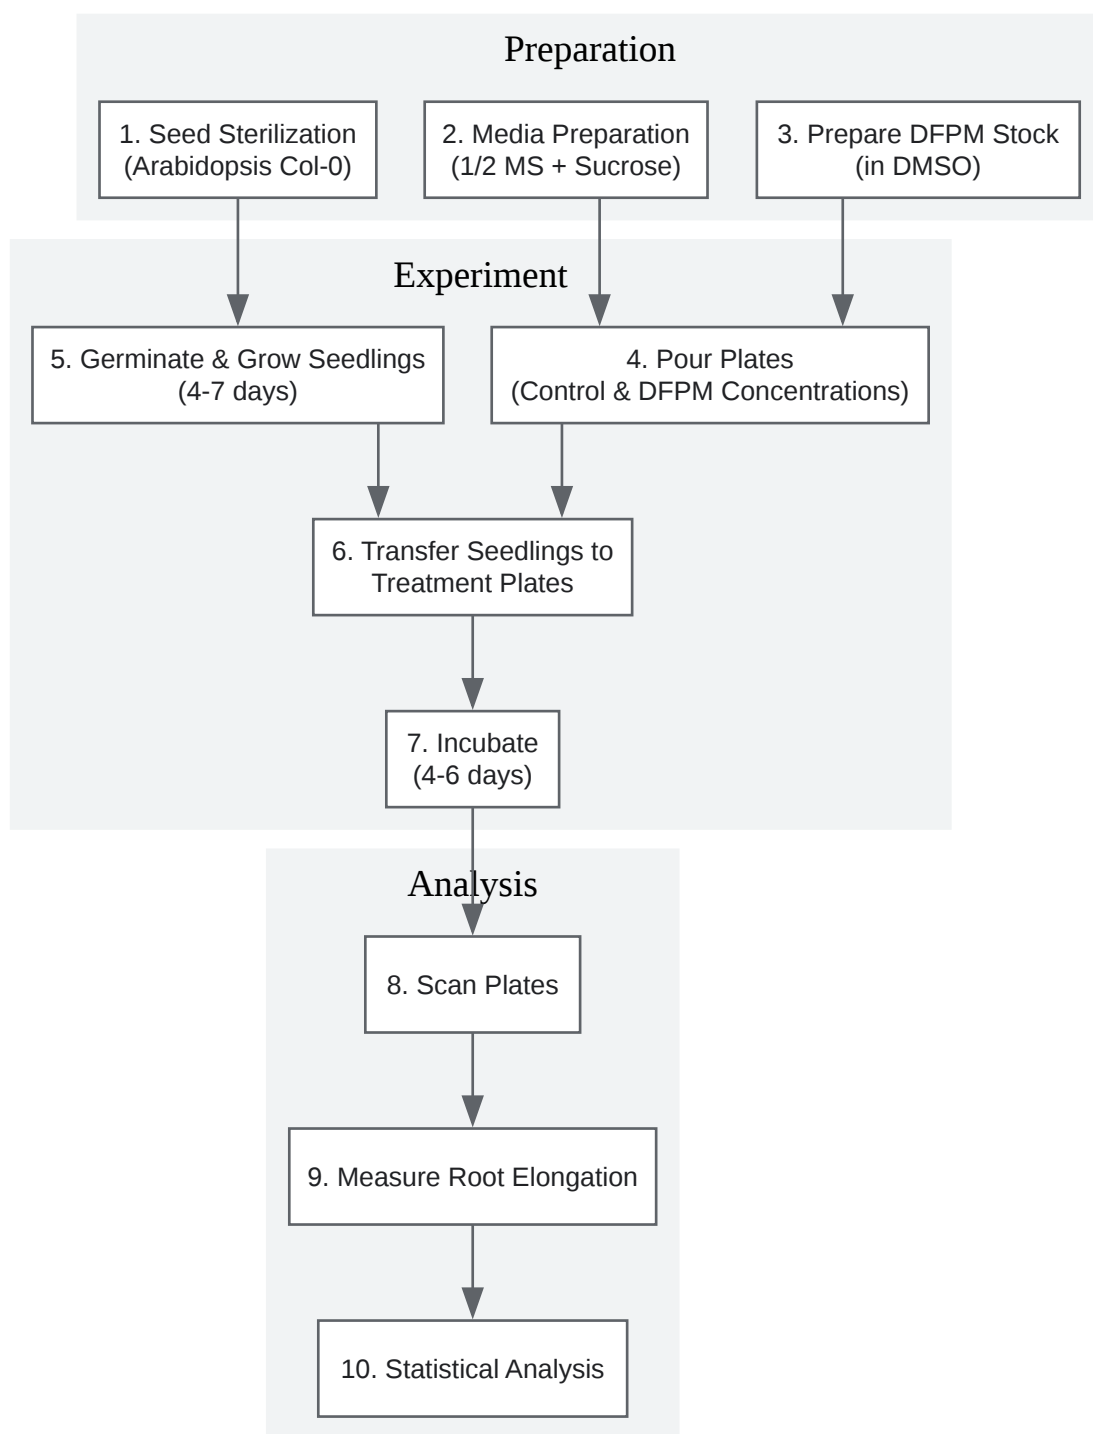 Preparation
1. Seed Sterilization
(Arabidopsis Col-0)
2. Media Preparation
(1/2 MS + Sucrose)
3. Prepare DFPM Stock
(in DMSO)
Experiment
5. Germinate & Grow Seedlings
(4-7 days)
4. Pour Plates
(Control & DFPM Concentrations)
6. Transfer Seedlings to
Treatment Plates
7. Incubate
(4-6 days)
Analysis
8. Scan Plates
9. Measure Root Elongation
10. Statistical Analysis